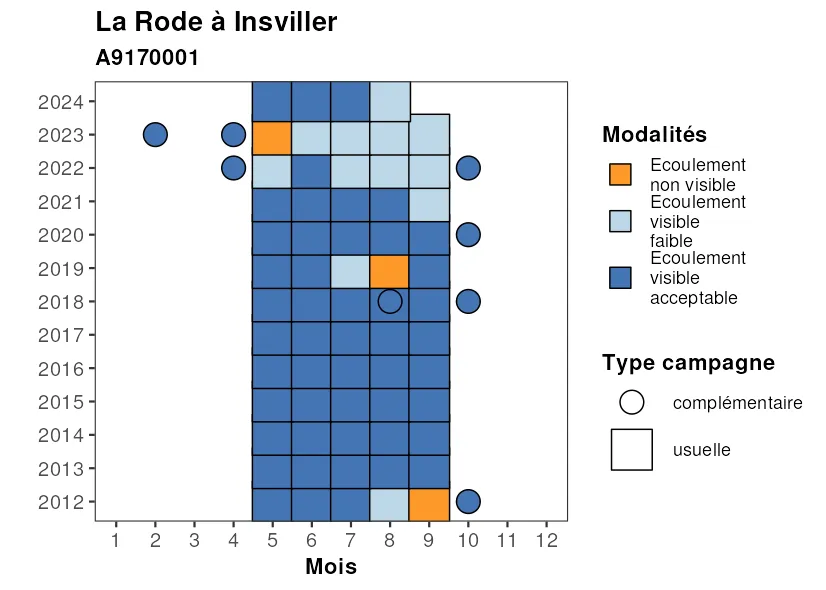 La Rode à Insviller
A9170001
2024
2023
2022
2021
2020
2019
2018
2017
2016
2015
2014
2013
2012
1 2 3 4 5 6 7 8 9 10 11 12
Mois
Modalités
Ecoulement
non visible
Ecoulement
visible
faible
Ecoulement
visible
acceptable
Type campagne
complémentaire
usuelle